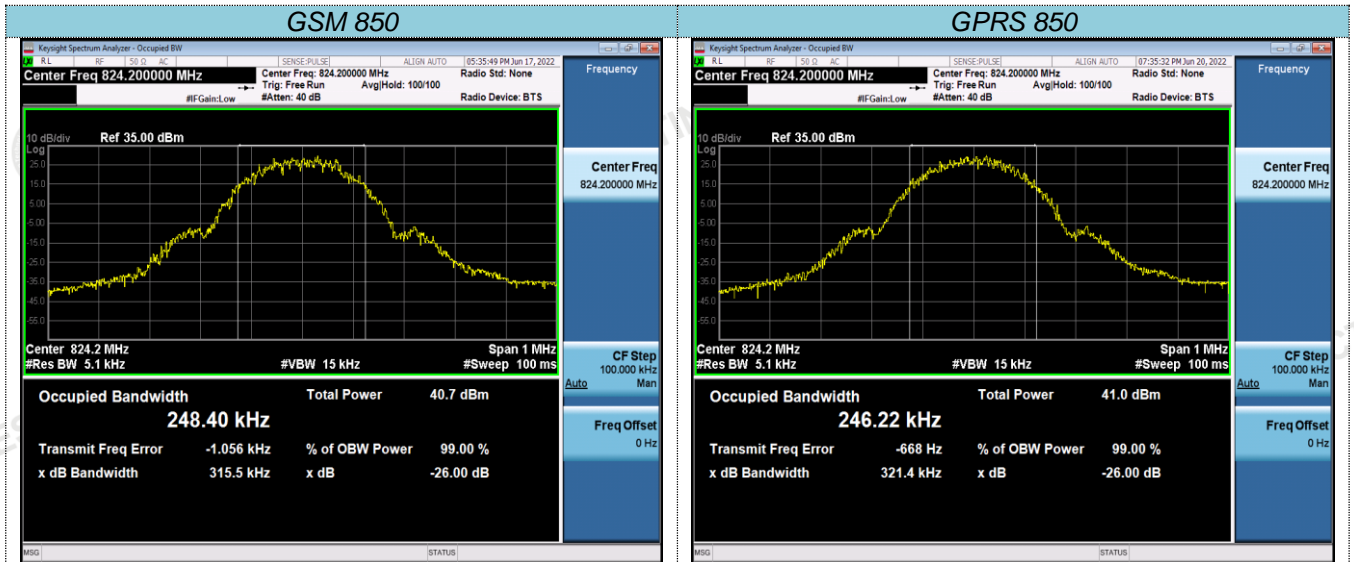 GSM 850
Keysight Spectrum Analyzer - Occupied BW
RL RF 50 Ω AC SENSE:PULSE ALIGN AUTO 05:35:49 PM Jun 17, 2022
Center Freq 824.200000 MHz Center Freq: 824.200000 MHz Radio Std: None
Trig: Free Run Avg|Hold: 100/100
#IFGain:Low #Atten: 40 dB Radio Device: BTS
Frequency
10 dB/div Ref 35.00 dBm
Log
25.0
15.0
5.00
-5.00
-15.0
-25.0
-35.0
-45.0
-55.0
Center Freq
824.200000 MHz
Center 824.2 MHz Span 1 MHz
#Res BW 5.1 kHz #VBW 15 kHz #Sweep 100 ms
CF Step
100.000 kHz
Auto Man
Occupied Bandwidth Total Power 40.7 dBm
248.40 kHz
Transmit Freq Error -1.056 kHz % of OBW Power 99.00 %
x dB Bandwidth 315.5 kHz x dB -26.00 dB
Freq Offset
0 Hz
MSG STATUS
GPRS 850
Keysight Spectrum Analyzer - Occupied BW
RL RF 50 Ω AC SENSE:PULSE ALIGN AUTO 07:35:32 PM Jun 20, 2022
Center Freq 824.200000 MHz Center Freq: 824.200000 MHz Radio Std: None
Trig: Free Run Avg|Hold: 100/100
#IFGain:Low #Atten: 40 dB Radio Device: BTS
Frequency
10 dB/div Ref 35.00 dBm
Log
25.0
15.0
5.00
-5.00
-15.0
-25.0
-35.0
-45.0
-55.0
Center Freq
824.200000 MHz
Center 824.2 MHz Span 1 MHz
#Res BW 5.1 kHz #VBW 15 kHz #Sweep 100 ms
CF Step
100.000 kHz
Auto Man
Occupied Bandwidth Total Power 41.0 dBm
246.22 kHz
Transmit Freq Error -668 Hz % of OBW Power 99.00 %
x dB Bandwidth 321.4 kHz x dB -26.00 dB
Freq Offset
0 Hz
MSG STATUS